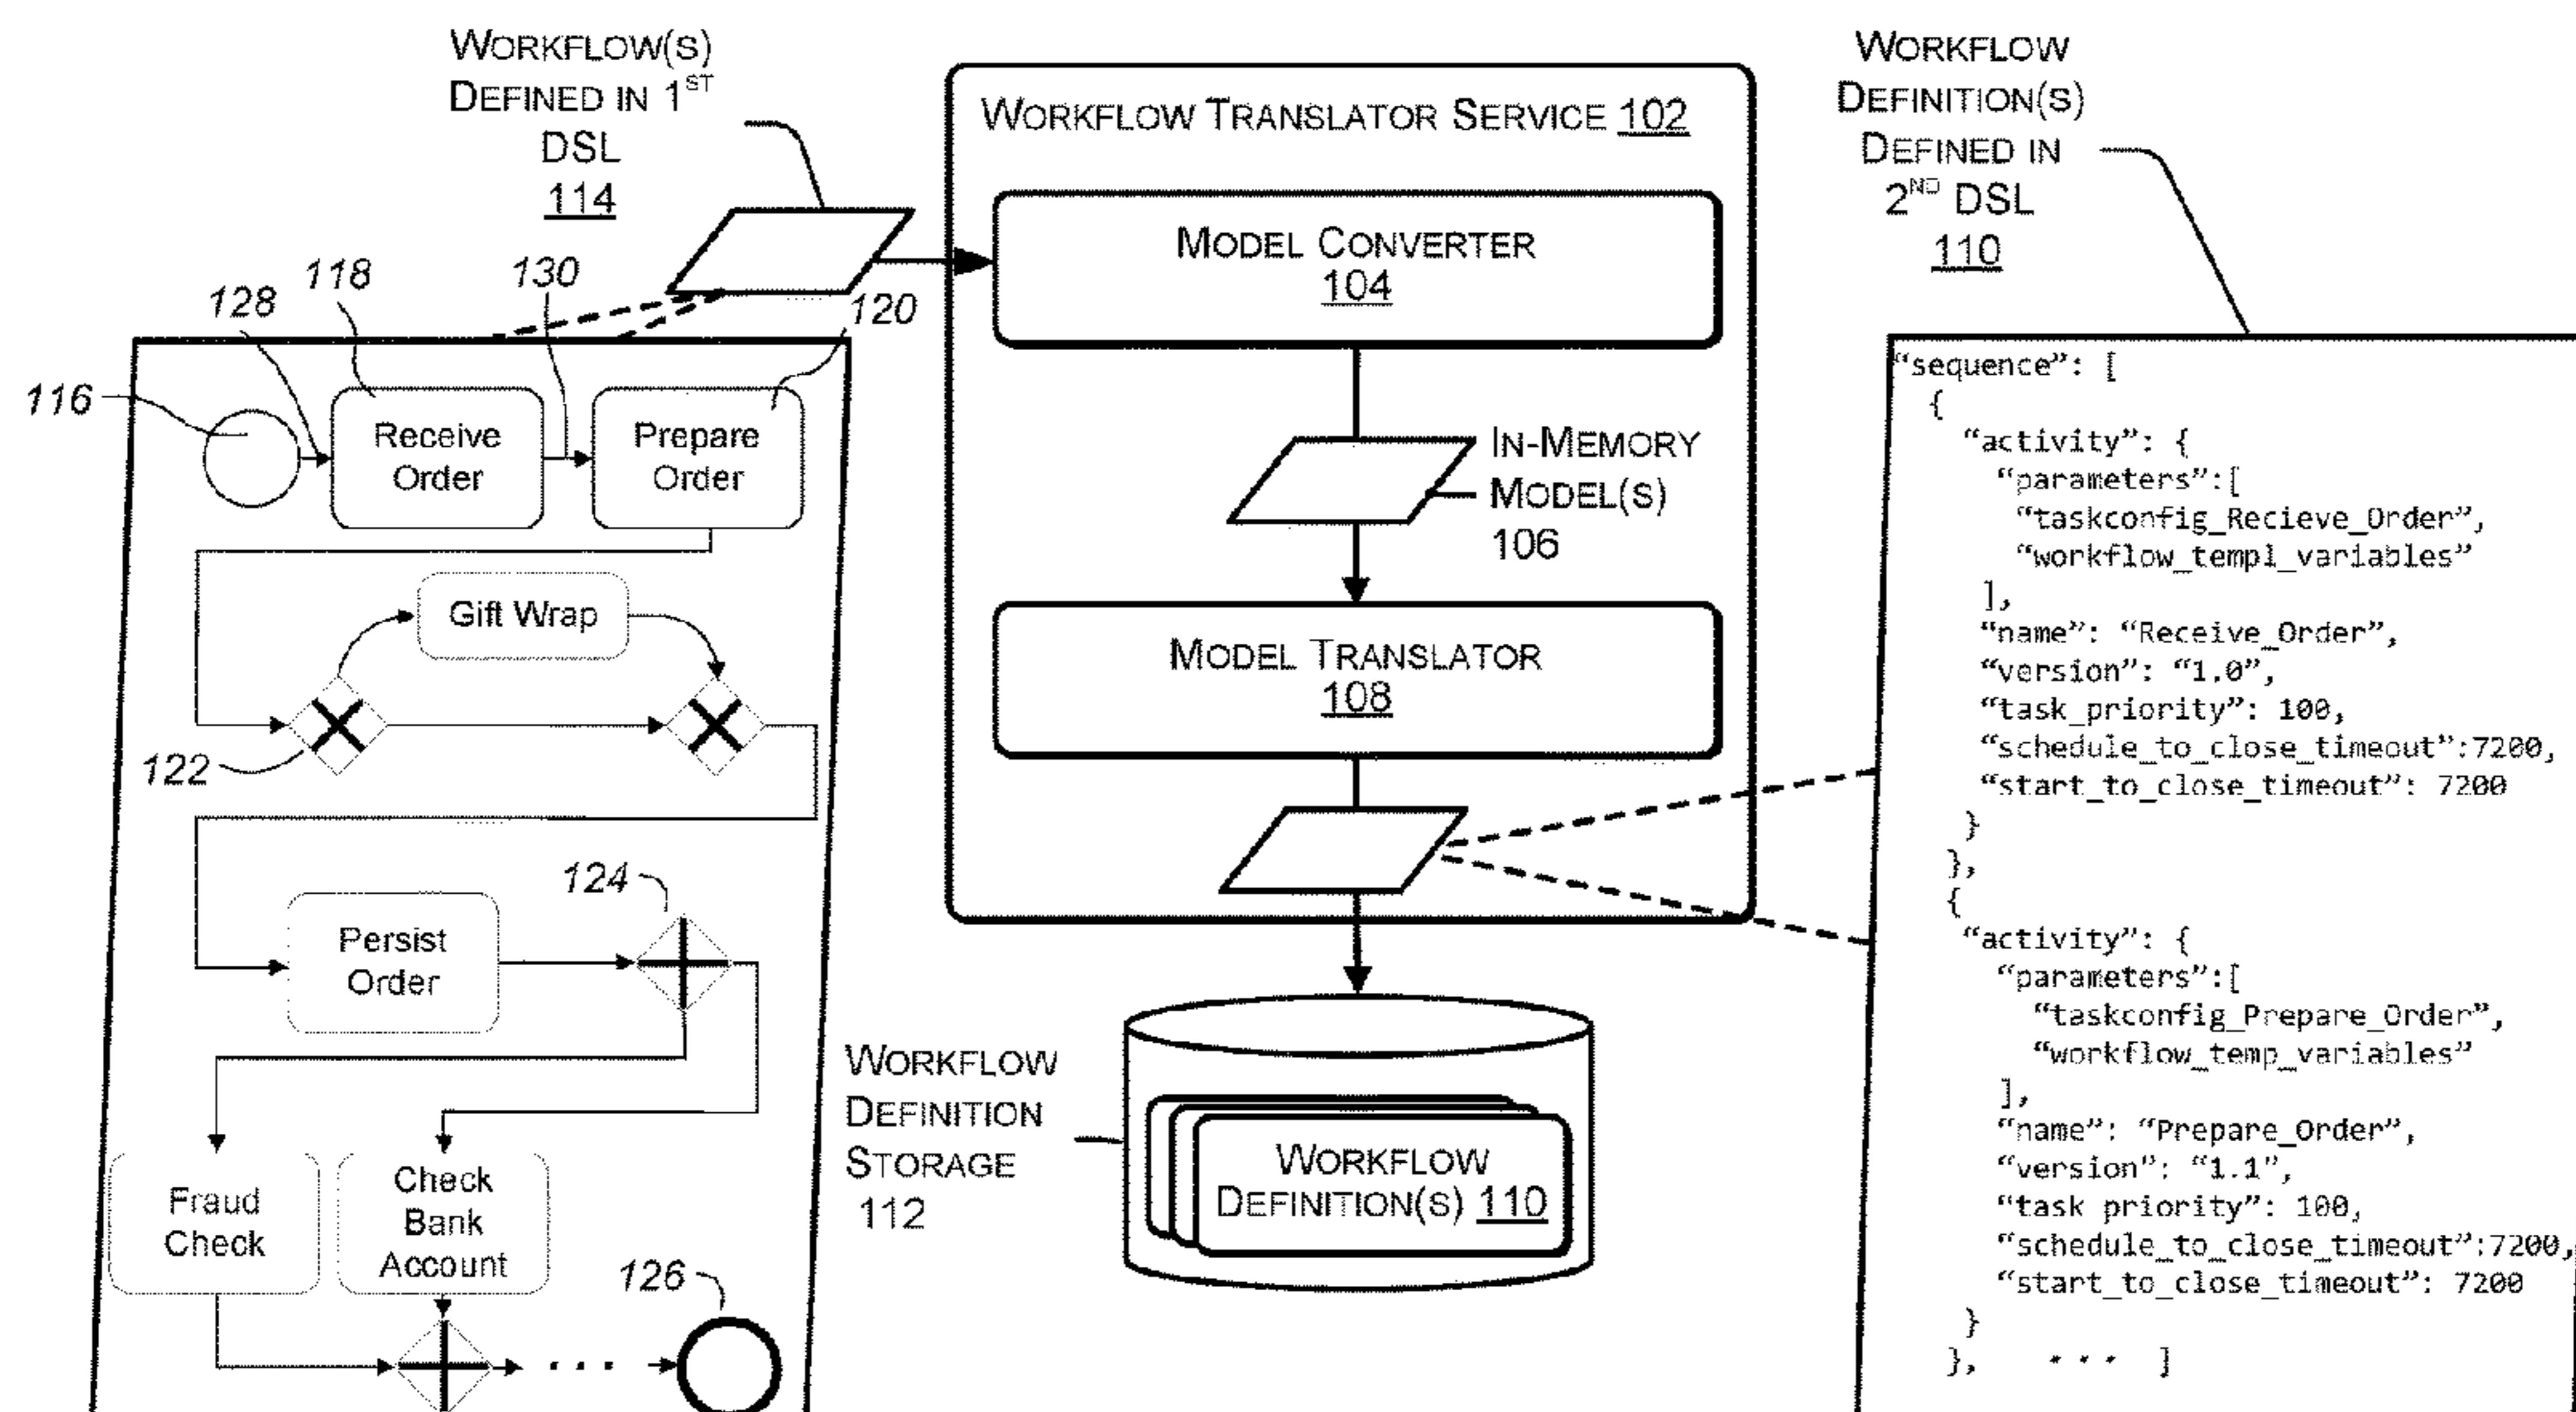 WORKFLOW(S)
DEFINED IN 1ST
DSL
114
118
130
128
120
116
Receive
Order
Prepare
Order
Gift Wrap
122
124
Persist
Order
Fraud
Check
Check
Bank
Account
126
. . .
WORKFLOW TRANSLATOR SERVICE 102
MODEL CONVERTER
104
IN-MEMORY
MODEL(S)
106
MODEL TRANSLATOR
108
WORKFLOW
DEFINITION
STORAGE
112
WORKFLOW
DEFINITION(S) 110
WORKFLOW
DEFINITION(S)
DEFINED IN
2ND DSL
110
“sequence”: [
{
“activity”: {
“parameters”:[
“taskconfig_Recieve_Order”,
“workflow_templ_variables”
],
“name”: “Receive_Order”,
“version”: “1.0”,
“task_priority”: 100,
“schedule_to_close_timeout”:7200,
“start_to_close_timeout”: 7200
}
},
{
“activity”: {
“parameters”:[
“taskconfig_Prepare_Order”,
“workflow_temp_variables”
],
“name”: “Prepare_Order”,
“version”: “1.1”,
“task priority”: 100,
“schedule_to_close_timeout”:7200,
“start_to_close_timeout”: 7200
}
}, . . . ]